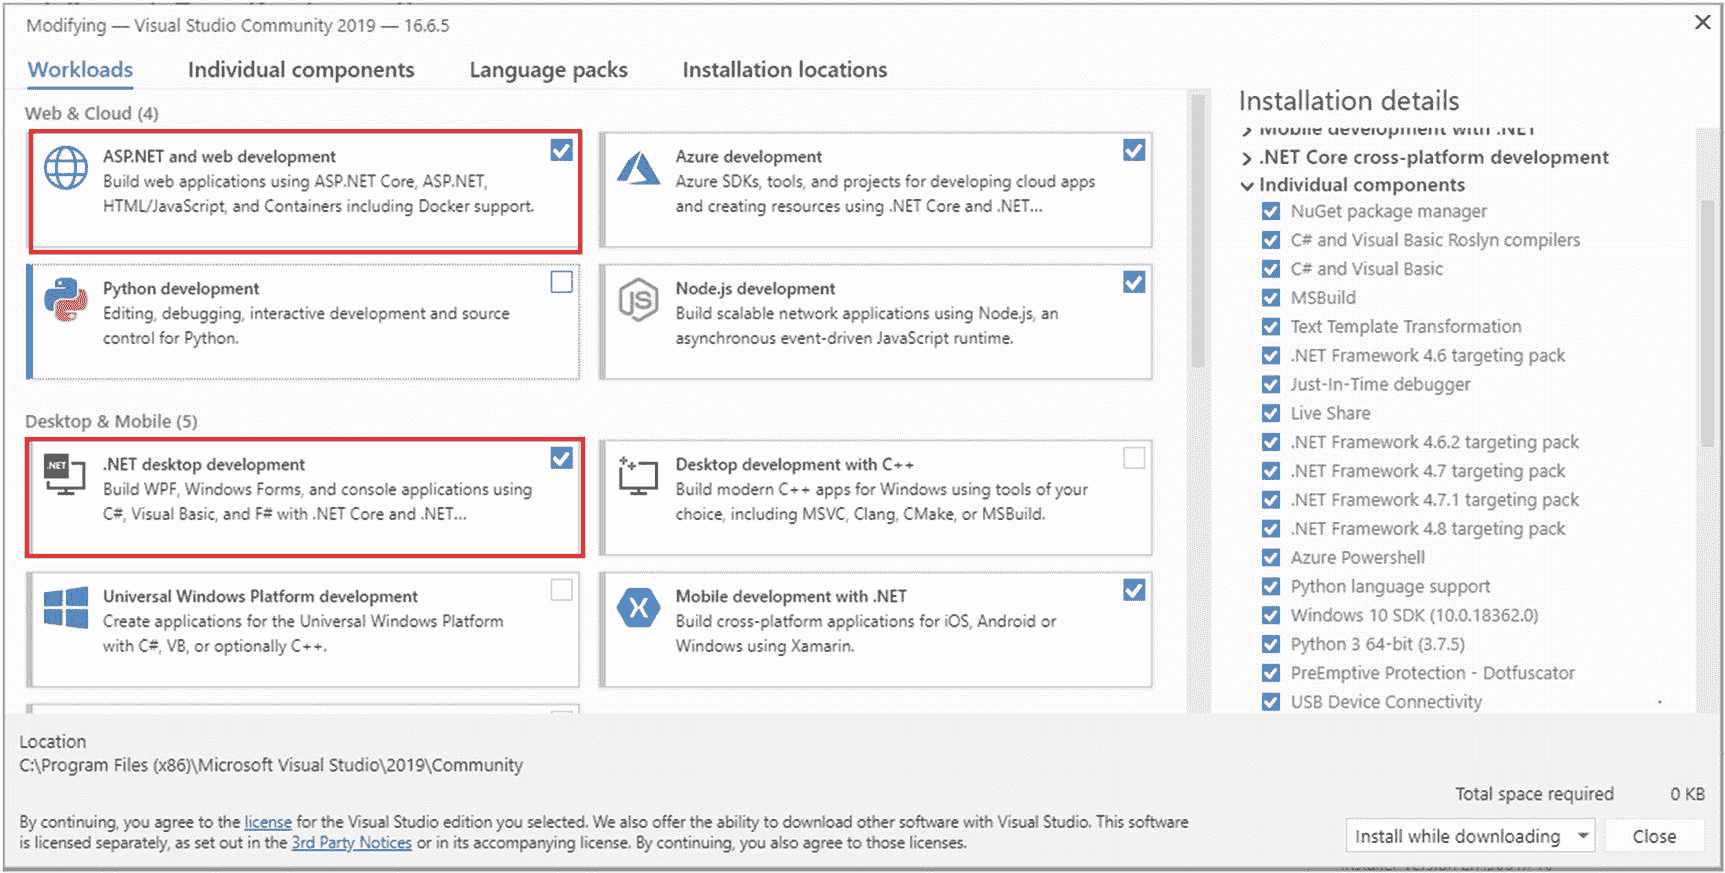 Modifying — Visual Studio Community 2019 — 16.6.5
Workloads
Individual components
Language packs
Installation locations
Web & Cloud (4)
ASP.NET and web development
Build web applications using ASP.NET Core, ASP.NET,
HTML/JavaScript, and Containers including Docker support.
Azure development
Azure SDKs, tools, and projects for developing cloud apps
and creating resources using .NET Core and .NET...
Python development
Editing, debugging, interactive development and source
control for Python.
JS
Node.js development
Build scalable network applications using Node.js, an
asynchronous event-driven JavaScript runtime.
Desktop & Mobile (5)
.NET
.NET desktop development
Build WPF, Windows Forms, and console applications using
C#, Visual Basic, and F# with .NET Core and .NET...
Desktop development with C++
Build modern C++ apps for Windows using tools of your
choice, including MSVC, Clang, CMake, or MSBuild.
Universal Windows Platform development
Create applications for the Universal Windows Platform
with C#, VB, or optionally C++.
Mobile development with .NET
Build cross-platform applications for iOS, Android or
Windows using Xamarin.
Installation details
Mobile development with .NET
.NET Core cross-platform development
Individual components
NuGet package manager
C# and Visual Basic Roslyn compilers
C# and Visual Basic
MSBuild
Text Template Transformation
.NET Framework 4.6 targeting pack
Just-In-Time debugger
Live Share
.NET Framework 4.6.2 targeting pack
.NET Framework 4.7 targeting pack
.NET Framework 4.7.1 targeting pack
.NET Framework 4.8 targeting pack
Azure Powershell
Python language support
Windows 10 SDK (10.0.18362.0)
Python 3 64-bit (3.7.5)
PreEmptive Protection - Dotfuscator
USB Device Connectivity
Location
C:\Program Files (x86)\Microsoft Visual Studio\2019\Community
Total space required 0 KB
By continuing, you agree to the license for the Visual Studio edition you selected. We also offer the ability to download other software with Visual Studio. This software
is licensed separately, as set out in the 3rd Party Notices or in its accompanying license. By continuing, you also agree to those licenses.
Install while downloading
Close